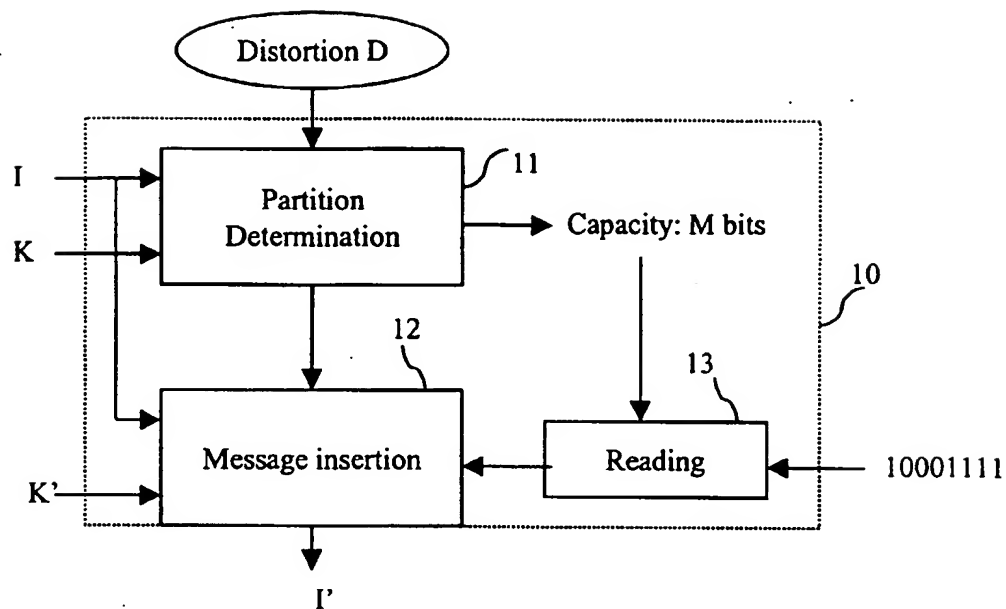 Distortion D
I
11
Partition
Determination
Capacity: M bits
K
10
12
13
Message insertion
Reading
10001111
K'
I'